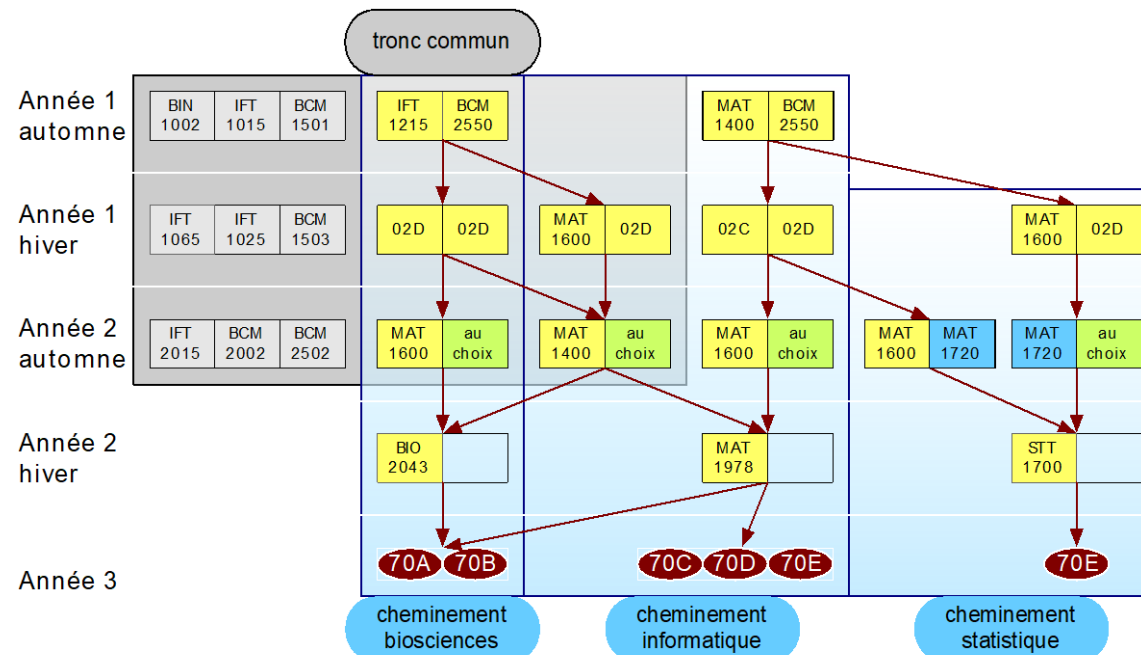 tronc commun
Année 1
automne
BIN
1002
IFT
1015
BCM
1501
IFT
1215
BCM
2550
MAT
1400
BCM
2550
Année 1
hiver
IFT
1065
IFT
1025
BCM
1503
02D
02D
MAT
1600
02D
02C
02D
MAT
1600
02D
Année 2
automne
IFT
2015
BCM
2002
BCM
2502
MAT
1600
au
choix
MAT
1400
au
choix
MAT
1600
au
choix
MAT
1600
MAT
1720
MAT
1720
au
choix
Année 2
hiver
BIO
2043
MAT
1978
STT
1700
Année 3
70A
70B
70C
70D
70E
70E
cheminement
biosciences
cheminement
informatique
cheminement
statistique